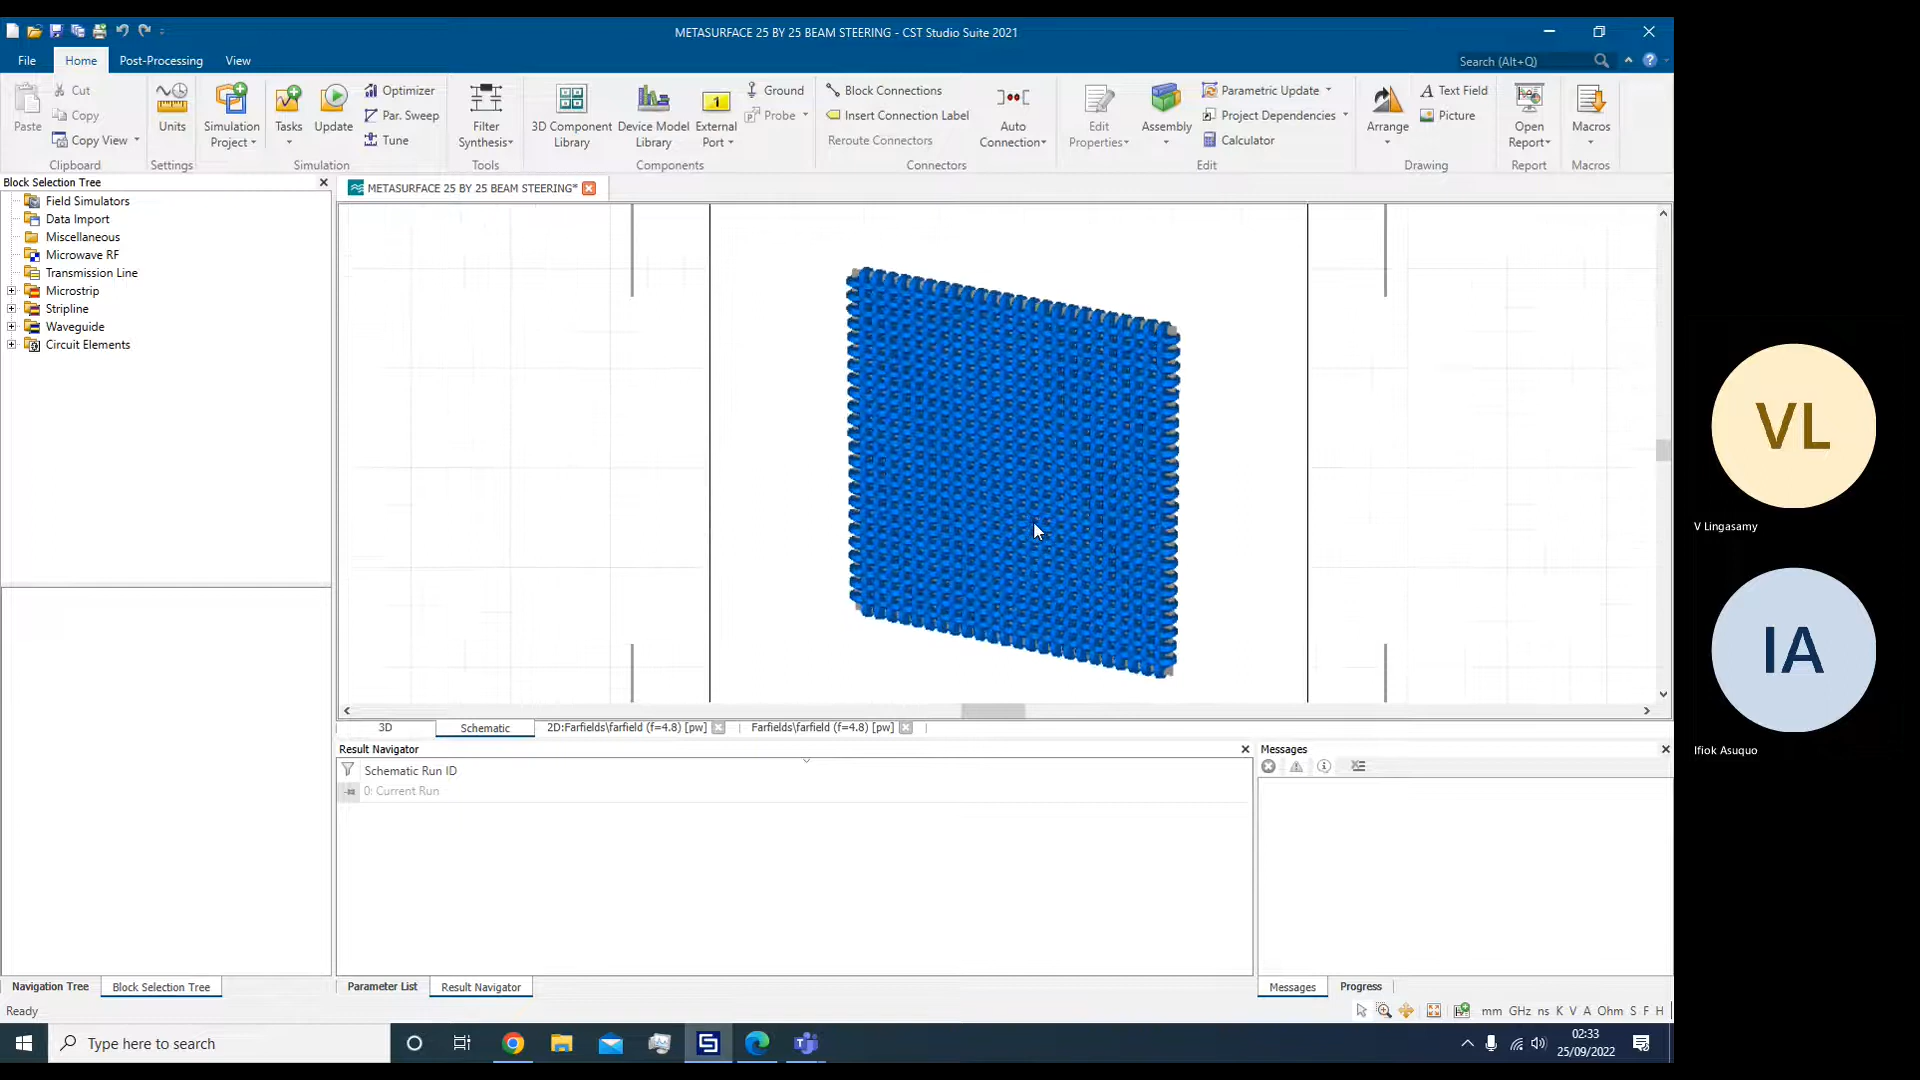 METASURFACE 25 BY 25 BEAM STEERING - CST Studio Suite 2021
File Home Post-Processing View Search (Alt+Q)
Paste
Cut
Copy
Copy View
Clipboard
Units
Settings
Simulation Project
Tasks
Update
Optimizer
Par. Sweep
Tune
Simulation
Filter Synthesis
Tools
3D Component Library
Device Model Library
External Port
Ground
Probe
Components
Block Connections
Insert Connection Label
Reroute Connectors
Auto Connection
Connectors
Edit Properties
Assembly
Parametric Update
Project Dependencies
Calculator
Edit
Arrange
Text Field
Picture
Drawing
Open Report
Report
Macros
Macros
Block Selection Tree
Field Simulators
Data Import
Miscellaneous
Microwave RF
Transmission Line
Microstrip
Stripline
Waveguide
Circuit Elements
METASURFACE 25 BY 25 BEAM STEERING*
3D Schematic 2D:Farfields\farfield (f=4.8) [pw] Farfields\farfield (f=4.8) [pw]
Result Navigator
Schematic Run ID
0: Current Run
Messages
Navigation Tree Block Selection Tree
Parameter List Result Navigator
Messages Progress
Ready
mm GHz ns K V A Ohm S F H
Type here to search
02:33
25/09/2022
VL
V Lingasamy
IA
Ifiok Asuquo